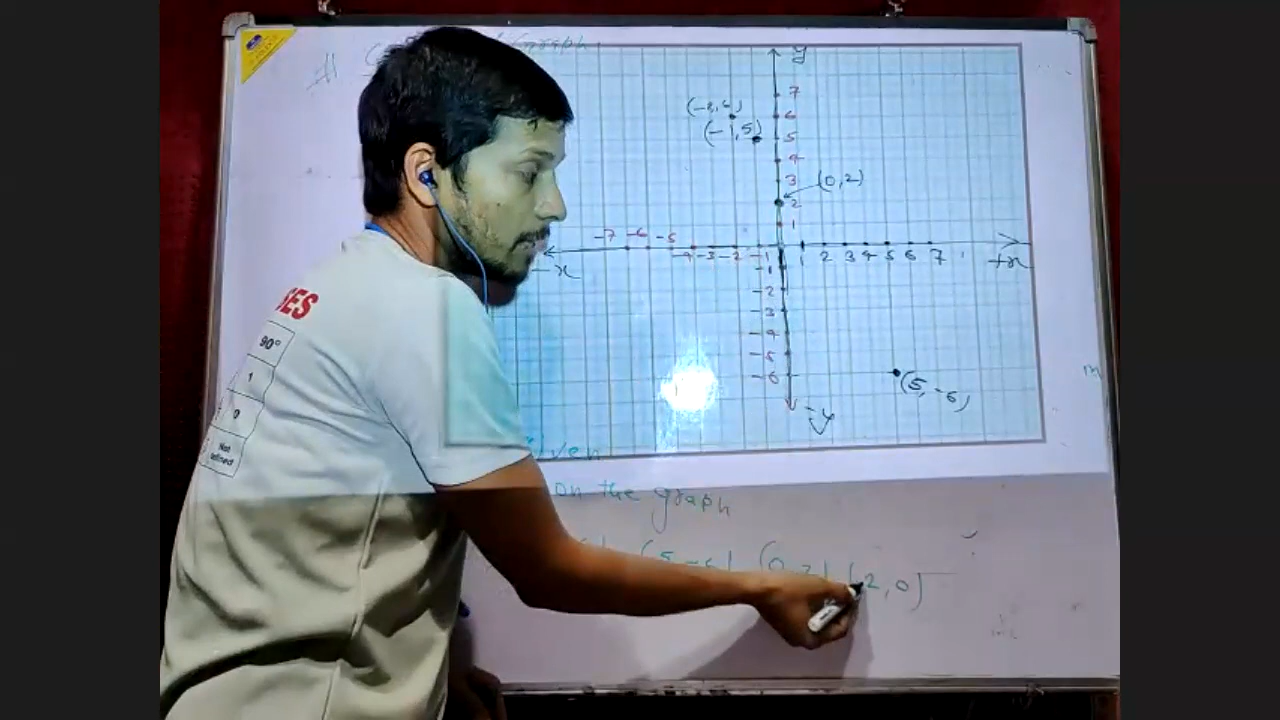 Graph
y
7
(-2,6) 6
(-1,5) 5
4
3 (0,2)
2
1
-7 -6 -5
-4 -3 -2 -1 1 2 3 4 5 6 7 +x
-x
-1
-2
-3
-4
-5
-6 (5,-6)
-y
SES
90°
1
0
Not
defined
Given
on the graph
(5,-6) (0,2) (2,0)